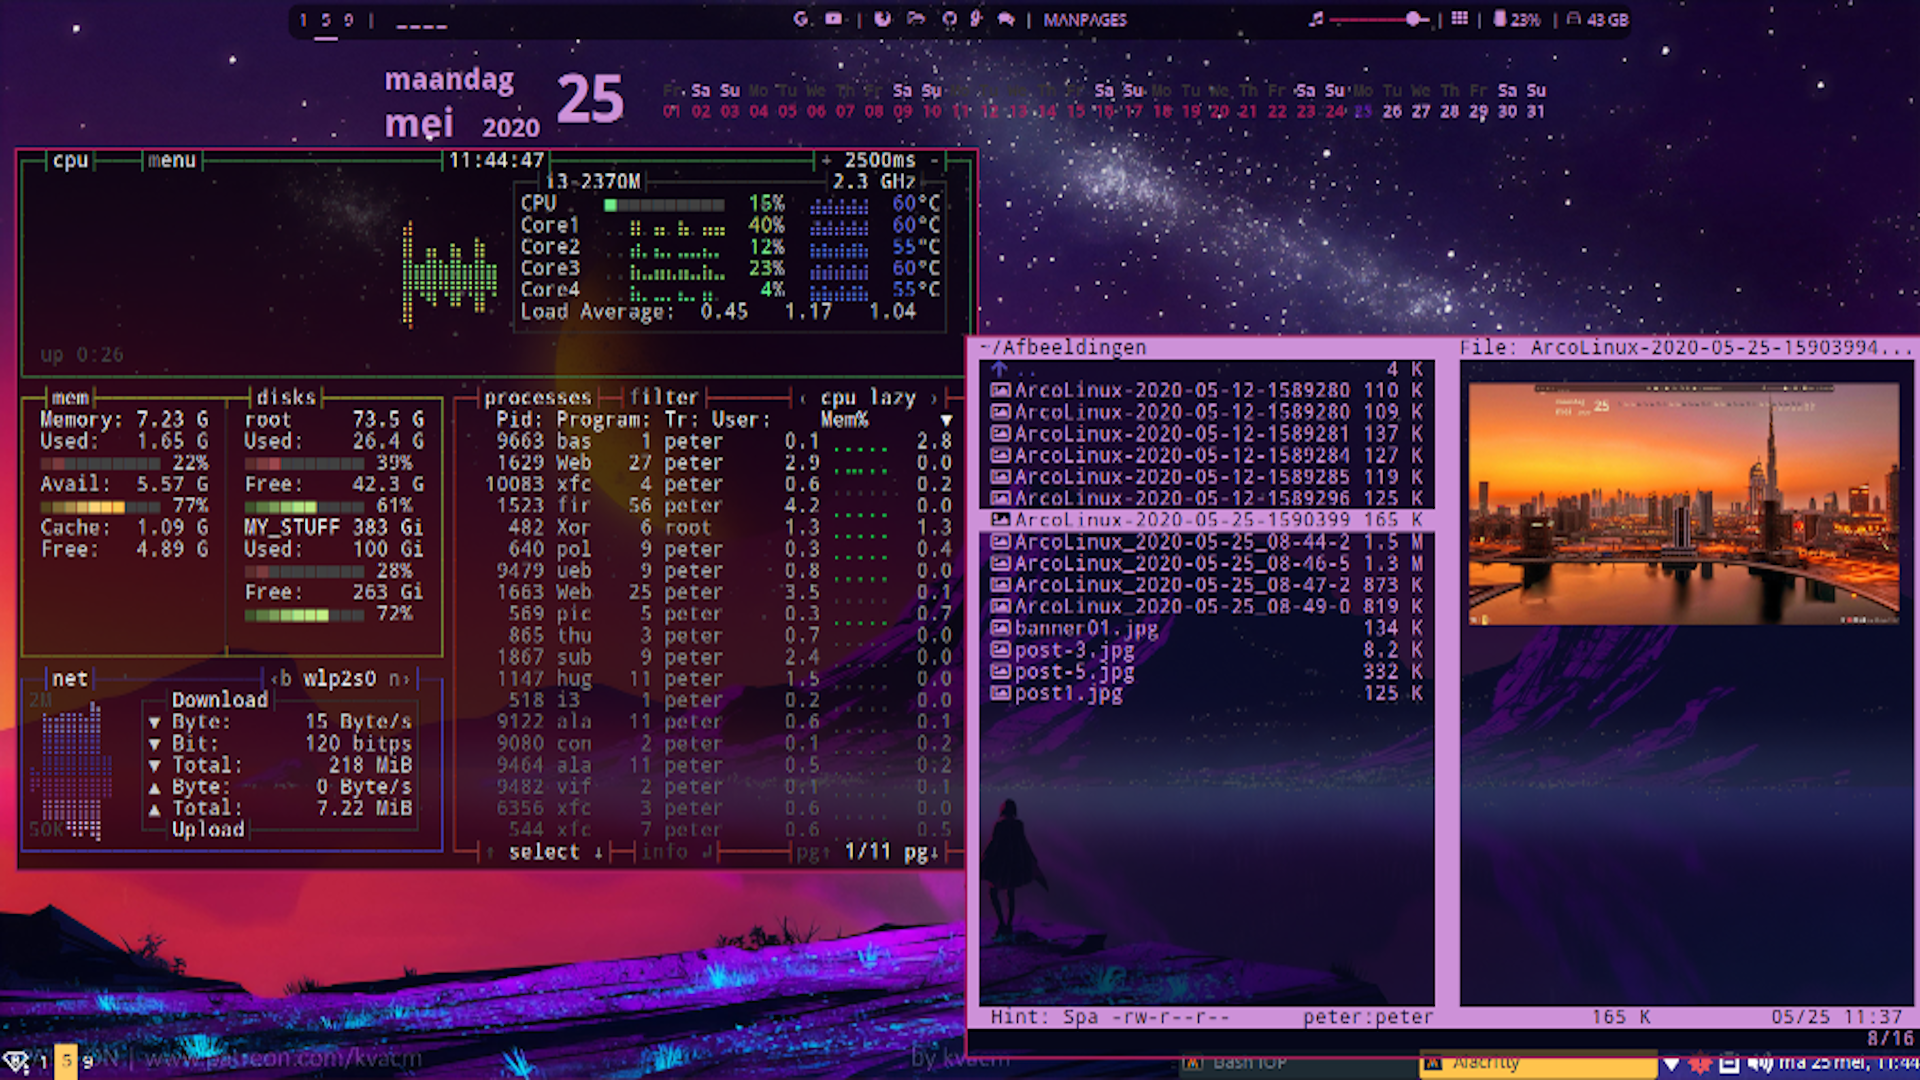 1 5 9 | ____ G | | MANPAGES | | 23% | 43 GB
maandag
mei 2020
25
Fr Sa Su Mo Tu We Th Fr Sa Su Sa Su Mo Tu We Th Fr Sa Su Mo Tu We Th Fr Sa Su
01 02 03 04 05 06 07 08 09 10 11 12 13 14 15 16 17 18 19 20 21 22 23 24 25 26 27 28 29 30 31
cpu menu 11:44:47 + 2500ms -
i3-2370M 2.3 GHz
CPU 15% 60°C
Core1 40% 60°C
Core2 12% 55°C
Core3 23% 60°C
Core4 4% 55°C
Load Average: 0.45 1.17 1.04
up 0:26
mem
Memory: 7.23 G
Used: 1.65 G
22%
Avail: 5.57 G
77%
Cache: 1.09 G
Free: 4.89 G
disks
root 73.5 G
Used: 26.4 G
39%
Free: 42.3 G
61%
MY_STUFF 383 Gi
Used: 100 Gi
28%
Free: 263 Gi
72%
net ‹b wlp2s0 n›
2M
Download
▼ Byte: 15 Byte/s
▼ Bit: 120 bitps
▼ Total: 218 MiB
▲ Byte: 0 Byte/s
▲ Total: 7.22 MiB
50K
Upload
processes filter ‹ cpu lazy ›
Pid: Program: Tr: User: Mem% ▼
9663 bas 1 peter 0.1 2.8
1629 Web 27 peter 2.9 0.0
10083 xfc 4 peter 0.6 0.2
1523 fir 56 peter 4.2 0.0
482 Xor 6 root 1.3 1.3
640 pol 9 peter 0.3 0.4
9479 ueb 9 peter 0.8 0.0
1663 Web 25 peter 3.5 0.1
569 pic 5 peter 0.3 0.7
865 thu 3 peter 0.7 0.0
1867 sub 9 peter 2.4 0.0
1147 hug 11 peter 1.5 0.0
518 i3 1 peter 0.2 0.0
9122 ala 11 peter 0.6 0.1
9080 con 2 peter 0.1 0.2
9464 ala 11 peter 0.5 0.2
9482 vif 2 peter 0.1 0.1
6356 xfc 3 peter 0.6 0.0
544 xfc 7 peter 0.6 0.5
↑ select ↓ info ↲ pg↑ 1/11 pg↓
~/Afbeeldingen
.. 4 K
ArcoLinux-2020-05-12-1589280 110 K
ArcoLinux-2020-05-12-1589280 109 K
ArcoLinux-2020-05-12-1589281 137 K
ArcoLinux-2020-05-12-1589284 127 K
ArcoLinux-2020-05-12-1589285 119 K
ArcoLinux-2020-05-12-1589296 125 K
ArcoLinux-2020-05-25-1590399 165 K
ArcoLinux_2020-05-25_08-44-2 1.5 M
ArcoLinux_2020-05-25_08-46-5 1.3 M
ArcoLinux_2020-05-25_08-47-2 873 K
ArcoLinux_2020-05-25_08-49-0 819 K
banner01.jpg 134 K
post-3.jpg 8.2 K
post-5.jpg 332 K
post1.jpg 125 K
File: ArcoLinux-2020-05-25-15903994...
25
Hint: Spa -rw-r--r-- peter:peter 165 K 05/25 11:37
8/16
1 5 9 | www.patreon.com/kvacm by kvacm Bash TOP Alacritty ma 25 mei, 11:44